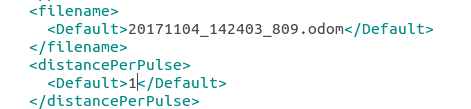 <filename>
<Default>20171104_142403_809.odom</Default>
</filename>
<distancePerPulse>
<Default>1</Default>
</distancePerPulse>